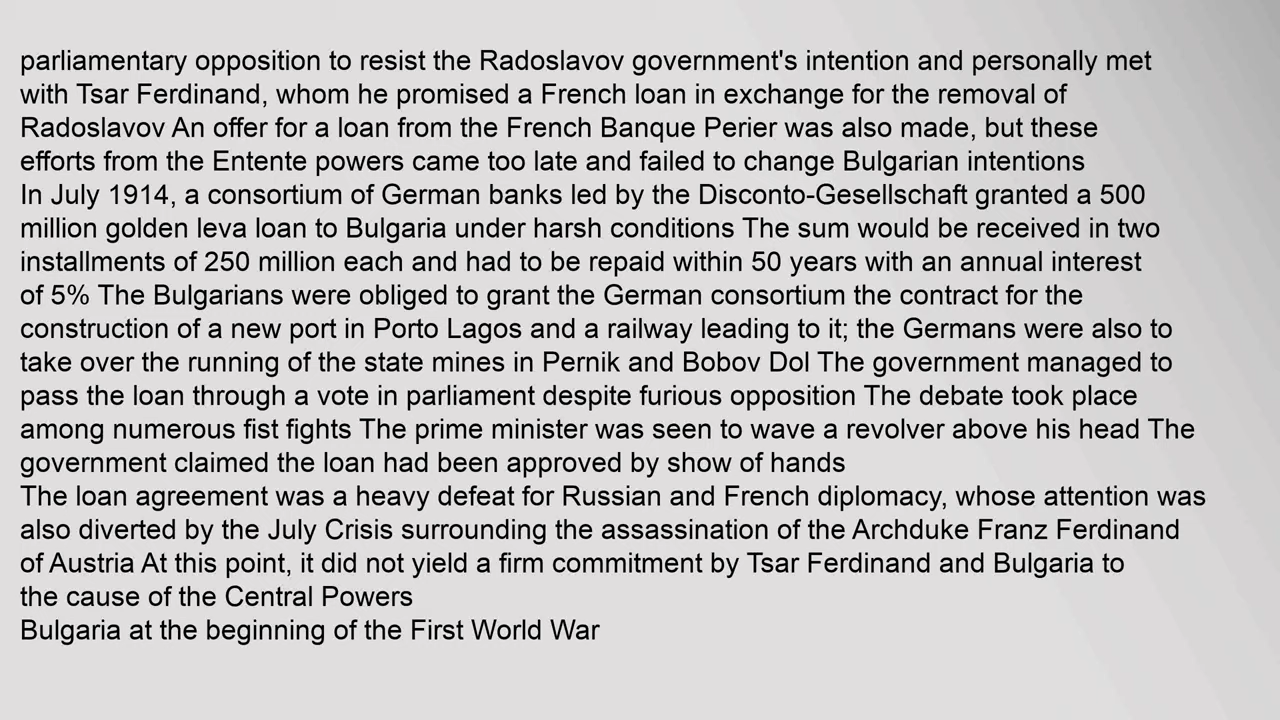 parliamentary opposition to resist the Radoslavov government's intention and personally met
with Tsar Ferdinand, whom he promised a French loan in exchange for the removal of
Radoslavov An offer for a loan from the French Banque Perier was also made, but these
efforts from the Entente powers came too late and failed to change Bulgarian intentions
In July 1914, a consortium of German banks led by the Disconto-Gesellschaft granted a 500
million golden leva loan to Bulgaria under harsh conditions The sum would be received in two
installments of 250 million each and had to be repaid within 50 years with an annual interest
of 5% The Bulgarians were obliged to grant the German consortium the contract for the
construction of a new port in Porto Lagos and a railway leading to it; the Germans were also to
take over the running of the state mines in Pernik and Bobov Dol The government managed to
pass the loan through a vote in parliament despite furious opposition The debate took place
among numerous fist fights The prime minister was seen to wave a revolver above his head The
government claimed the loan had been approved by show of hands
The loan agreement was a heavy defeat for Russian and French diplomacy, whose attention was
also diverted by the July Crisis surrounding the assassination of the Archduke Franz Ferdinand
of Austria At this point, it did not yield a firm commitment by Tsar Ferdinand and Bulgaria to
the cause of the Central Powers
Bulgaria at the beginning of the First World War